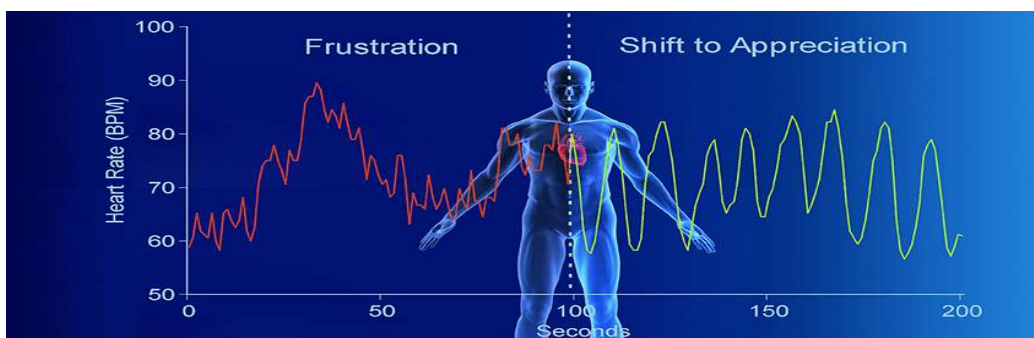 100
Frustration
Shift to Appreciation
90
80
Heart Rate (BPM)
70
60
50
0
50
100
150
200
Seconds